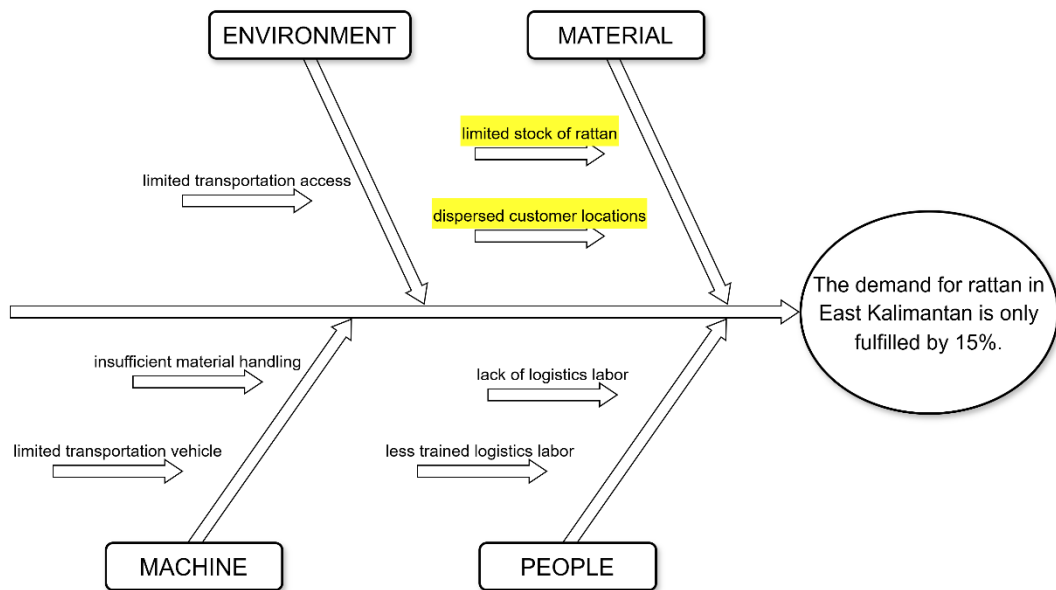 ENVIRONMENT
MATERIAL
limited stock of rattan
limited transportation access
dispersed customer locations
The demand for rattan in
East Kalimantan is only
fulfilled by 15%.
insufficient material handling
lack of logistics labor
limited transportation vehicle
less trained logistics labor
MACHINE
PEOPLE